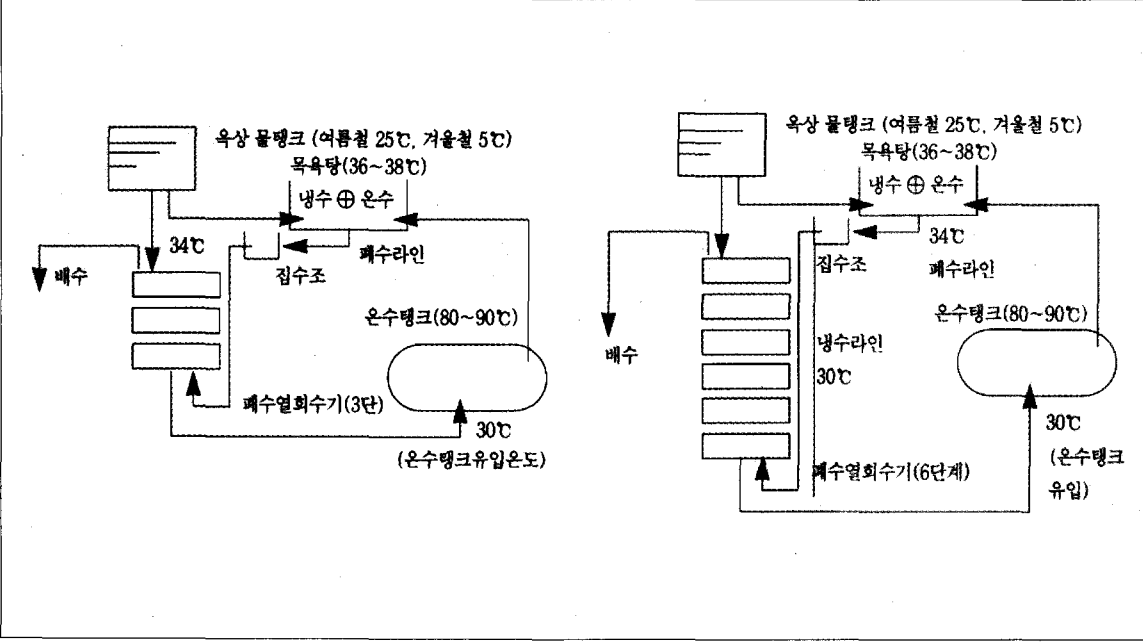 옥상 물탱크 (여름철 25℃, 겨울철 5℃)
목욕탕(36~38℃)
냉수 ⊕ 온수
34℃
배수
폐수라인
집수조
온수탱크(80~90℃)
폐수열회수기(3단)
30℃
(온수탱크유입온도)
옥상 물탱크 (여름철 25℃, 겨울철 5℃)
목욕탕(36~38℃)
냉수 ⊕ 온수
34℃
집수조
폐수라인
온수탱크(80~90℃)
배수
냉수라인
30℃
30℃
(온수탱크
유입)
폐수열회수기(6단계)